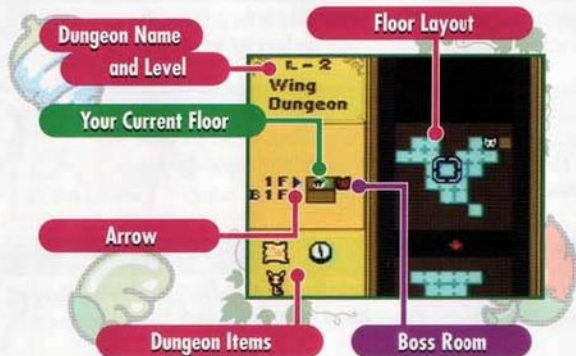 Dungeon Name
and Level
Floor Layout
L-2
Wing
Dungeon
Your Current Floor
1F
B1F
Arrow
Dungeon Items
Boss Room